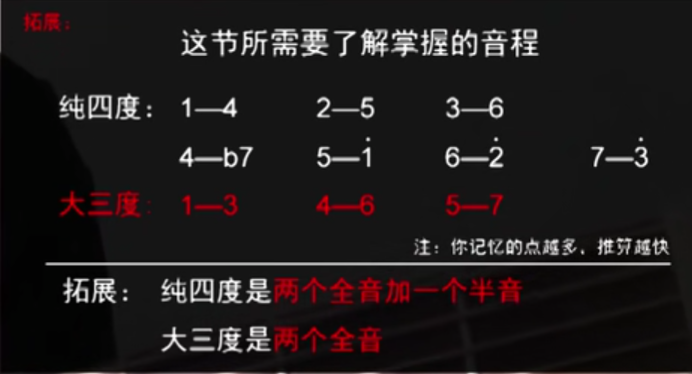 拓展：
这节所需要了解掌握的音程
纯四度：1—4 2—5 3—6
4—b7 5—1̇ 6—2̇ 7—3̇
大三度：1—3 4—6 5—7
注：你记忆的点越多，推算越快
拓展：纯四度是两个全音加一个半音
大三度是两个全音